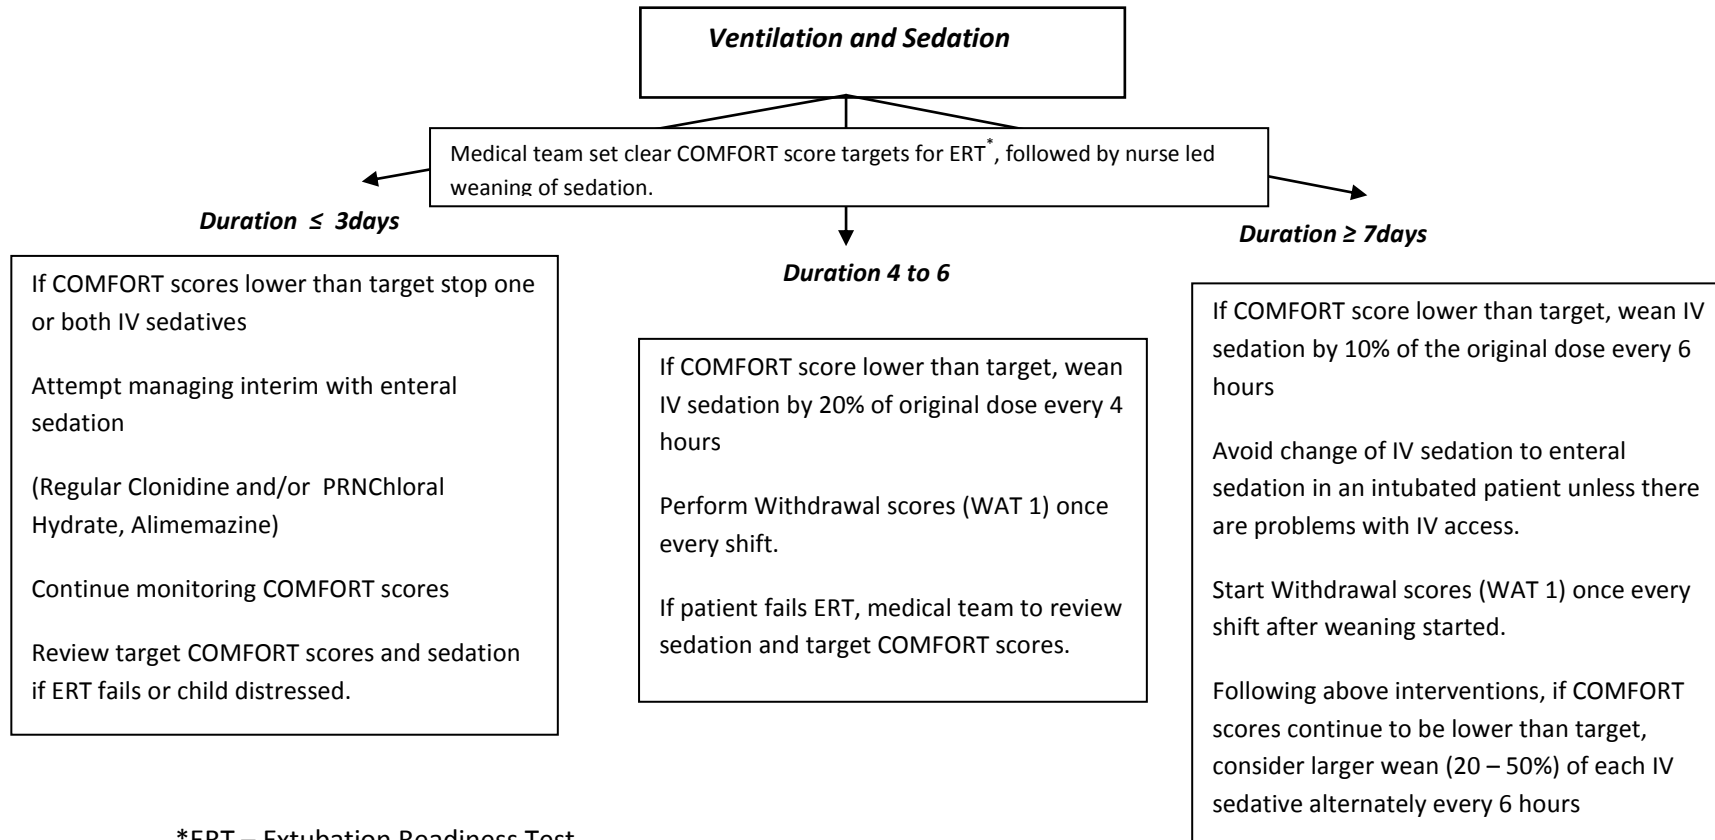 Ventilation and Sedation
Medical team set clear COMFORT score targets for ERT*, followed by nurse led
weaning of sedation.
Duration ≤ 3days
If COMFORT scores lower than target stop one
or both IV sedatives
Attempt managing interim with enteral
sedation
(Regular Clonidine and/or PRNChloral
Hydrate, Alimemazine)
Continue monitoring COMFORT scores
Review target COMFORT scores and sedation
if ERT fails or child distressed.
Duration 4 to 6
If COMFORT score lower than target, wean
IV sedation by 20% of original dose every 4
hours
Perform Withdrawal scores (WAT 1) once
every shift.
If patient fails ERT, medical team to review
sedation and target COMFORT scores.
Duration ≥ 7days
If COMFORT score lower than target, wean IV
sedation by 10% of the original dose every 6
hours
Avoid change of IV sedation to enteral
sedation in an intubated patient unless there
are problems with IV access.
Start Withdrawal scores (WAT 1) once every
shift after weaning started.
Following above interventions, if COMFORT
scores continue to be lower than target,
consider larger wean (20 – 50%) of each IV
sedative alternately every 6 hours
*ERT – Extubation Readiness Test